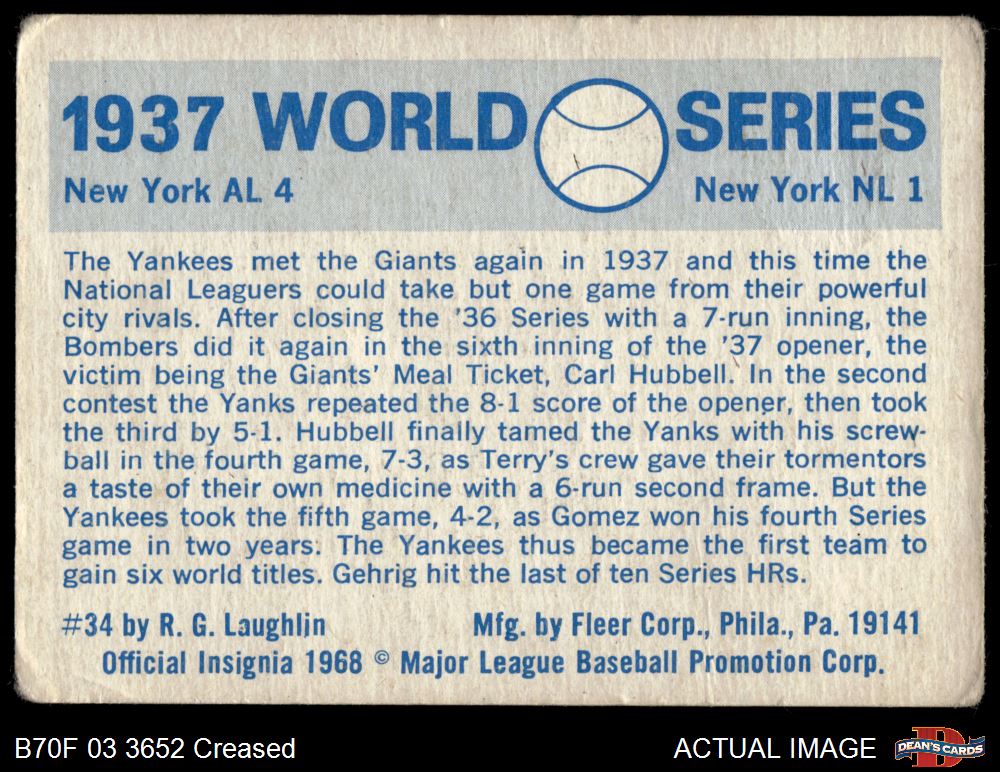 1937 WORLD SERIES
New York AL 4 New York NL 1
The Yankees met the Giants again in 1937 and this time the
National Leaguers could take but one game from their powerful
city rivals. After closing the '36 Series with a 7-run inning, the
Bombers did it again in the sixth inning of the '37 opener, the
victim being the Giants' Meal Ticket, Carl Hubbell. In the second
contest the Yanks repeated the 8-1 score of the opener, then took
the third by 5-1. Hubbell finally tamed the Yanks with his screw-
ball in the fourth game, 7-3, as Terry's crew gave their tormentors
a taste of their own medicine with a 6-run second frame. But the
Yankees took the fifth game, 4-2, as Gomez won his fourth Series
game in two years. The Yankees thus became the first team to
gain six world titles. Gehrig hit the last of ten Series HRs.
#34 by R. G. Laughlin Mfg. by Fleer Corp., Phila., Pa. 19141
Official Insignia 1968 © Major League Baseball Promotion Corp.
B70F 03 3652 Creased ACTUAL IMAGE DEAN'S CARDS